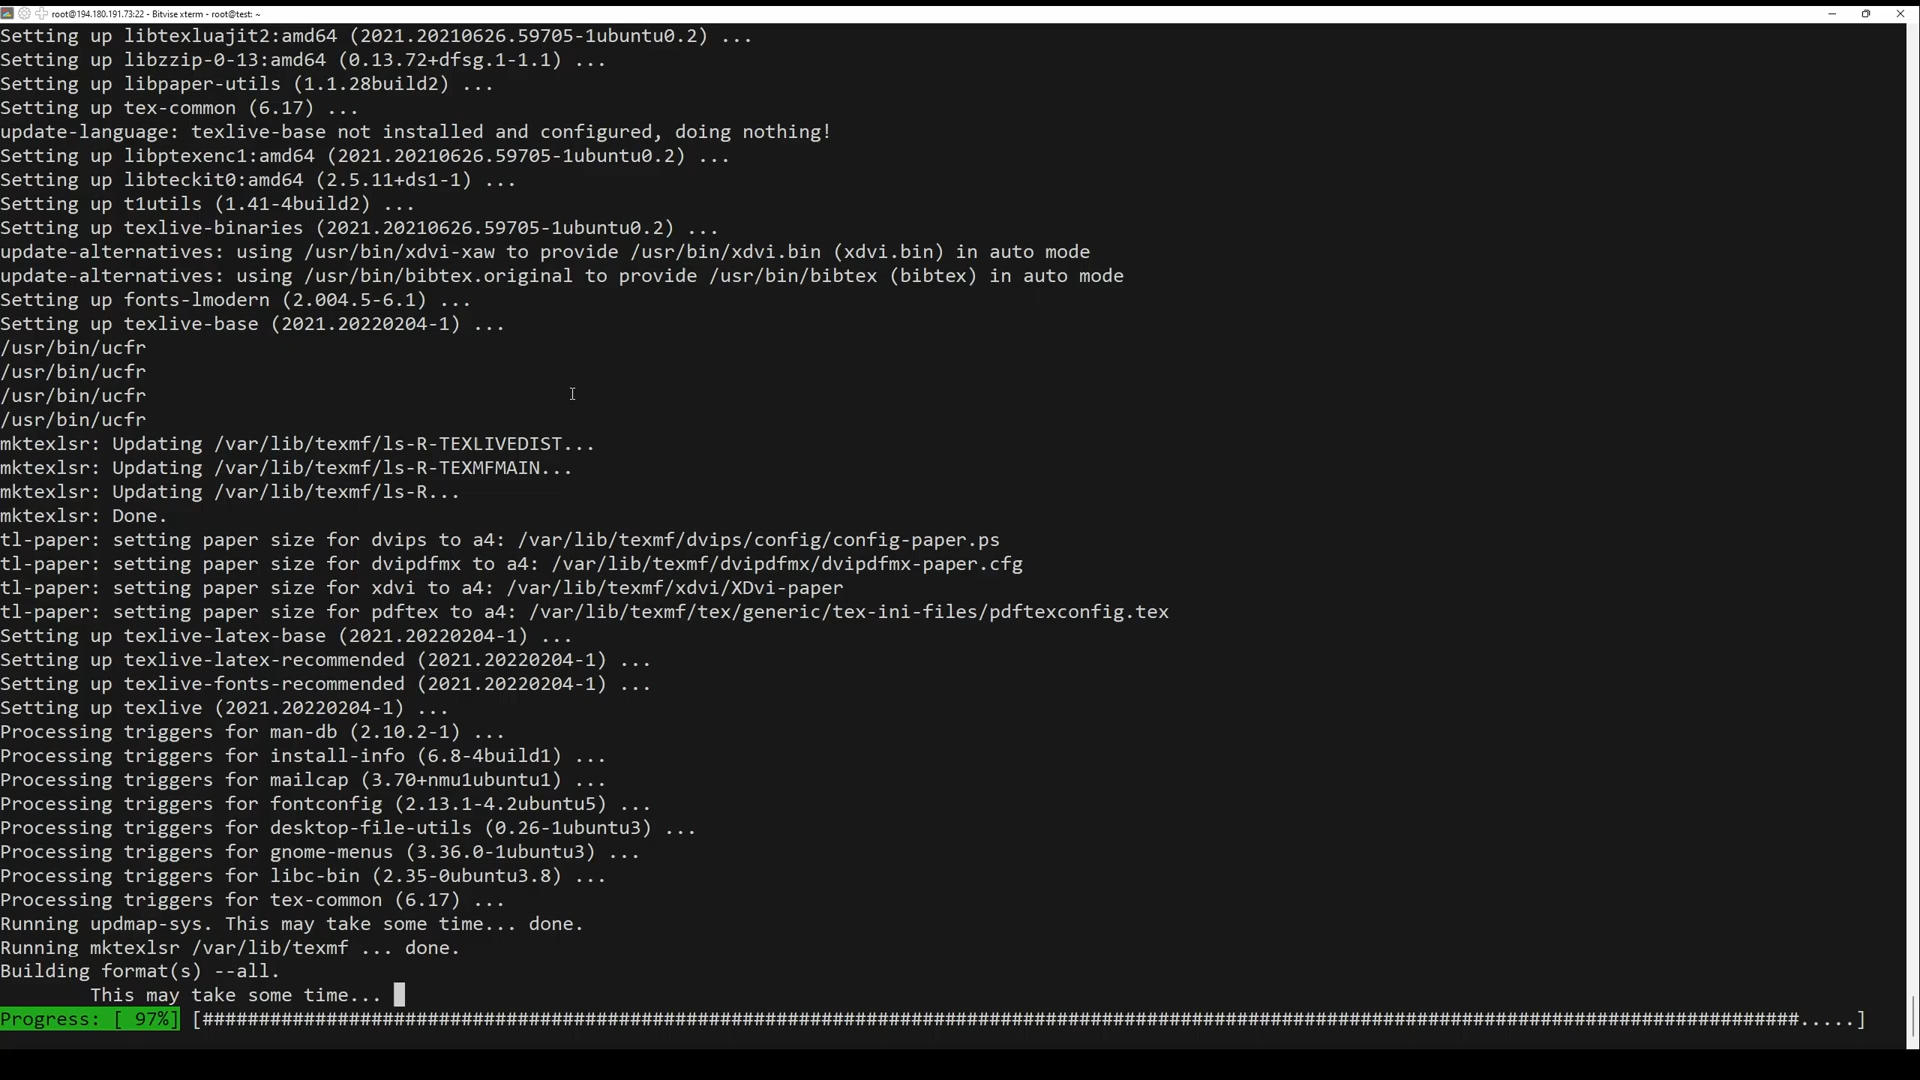 root@194.180.191.73:22 - Bitvise xterm - root@test: ~
Setting up libtexluajit2:amd64 (2021.20210626.59705-1ubuntu0.2) ...
Setting up libzzip-0-13:amd64 (0.13.72+dfsg.1-1.1) ...
Setting up libpaper-utils (1.1.28build2) ...
Setting up tex-common (6.17) ...
update-language: texlive-base not installed and configured, doing nothing!
Setting up libptexenc1:amd64 (2021.20210626.59705-1ubuntu0.2) ...
Setting up libteckit0:amd64 (2.5.11+ds1-1) ...
Setting up t1utils (1.41-4build2) ...
Setting up texlive-binaries (2021.20210626.59705-1ubuntu0.2) ...
update-alternatives: using /usr/bin/xdvi-xaw to provide /usr/bin/xdvi.bin (xdvi.bin) in auto mode
update-alternatives: using /usr/bin/bibtex.original to provide /usr/bin/bibtex (bibtex) in auto mode
Setting up fonts-lmodern (2.004.5-6.1) ...
Setting up texlive-base (2021.20220204-1) ...
/usr/bin/ucfr
/usr/bin/ucfr
/usr/bin/ucfr
/usr/bin/ucfr
mktexlsr: Updating /var/lib/texmf/ls-R-TEXLIVEDIST...
mktexlsr: Updating /var/lib/texmf/ls-R-TEXMFMAIN...
mktexlsr: Updating /var/lib/texmf/ls-R...
mktexlsr: Done.
tl-paper: setting paper size for dvips to a4: /var/lib/texmf/dvips/config/config-paper.ps
tl-paper: setting paper size for dvipdfmx to a4: /var/lib/texmf/dvipdfmx/dvipdfmx-paper.cfg
tl-paper: setting paper size for xdvi to a4: /var/lib/texmf/xdvi/XDvi-paper
tl-paper: setting paper size for pdftex to a4: /var/lib/texmf/tex/generic/tex-ini-files/pdftexconfig.tex
Setting up texlive-latex-base (2021.20220204-1) ...
Setting up texlive-latex-recommended (2021.20220204-1) ...
Setting up texlive-fonts-recommended (2021.20220204-1) ...
Setting up texlive (2021.20220204-1) ...
Processing triggers for man-db (2.10.2-1) ...
Processing triggers for install-info (6.8-4build1) ...
Processing triggers for mailcap (3.70+nmu1ubuntu1) ...
Processing triggers for fontconfig (2.13.1-4.2ubuntu5) ...
Processing triggers for desktop-file-utils (0.26-1ubuntu3) ...
Processing triggers for gnome-menus (3.36.0-1ubuntu3) ...
Processing triggers for libc-bin (2.35-0ubuntu3.8) ...
Processing triggers for tex-common (6.17) ...
Running updmap-sys. This may take some time... done.
Running mktexlsr /var/lib/texmf ... done.
Building format(s) --all.
        This may take some time...
Progress: [ 97%] [##############################################################################################################################################.....]